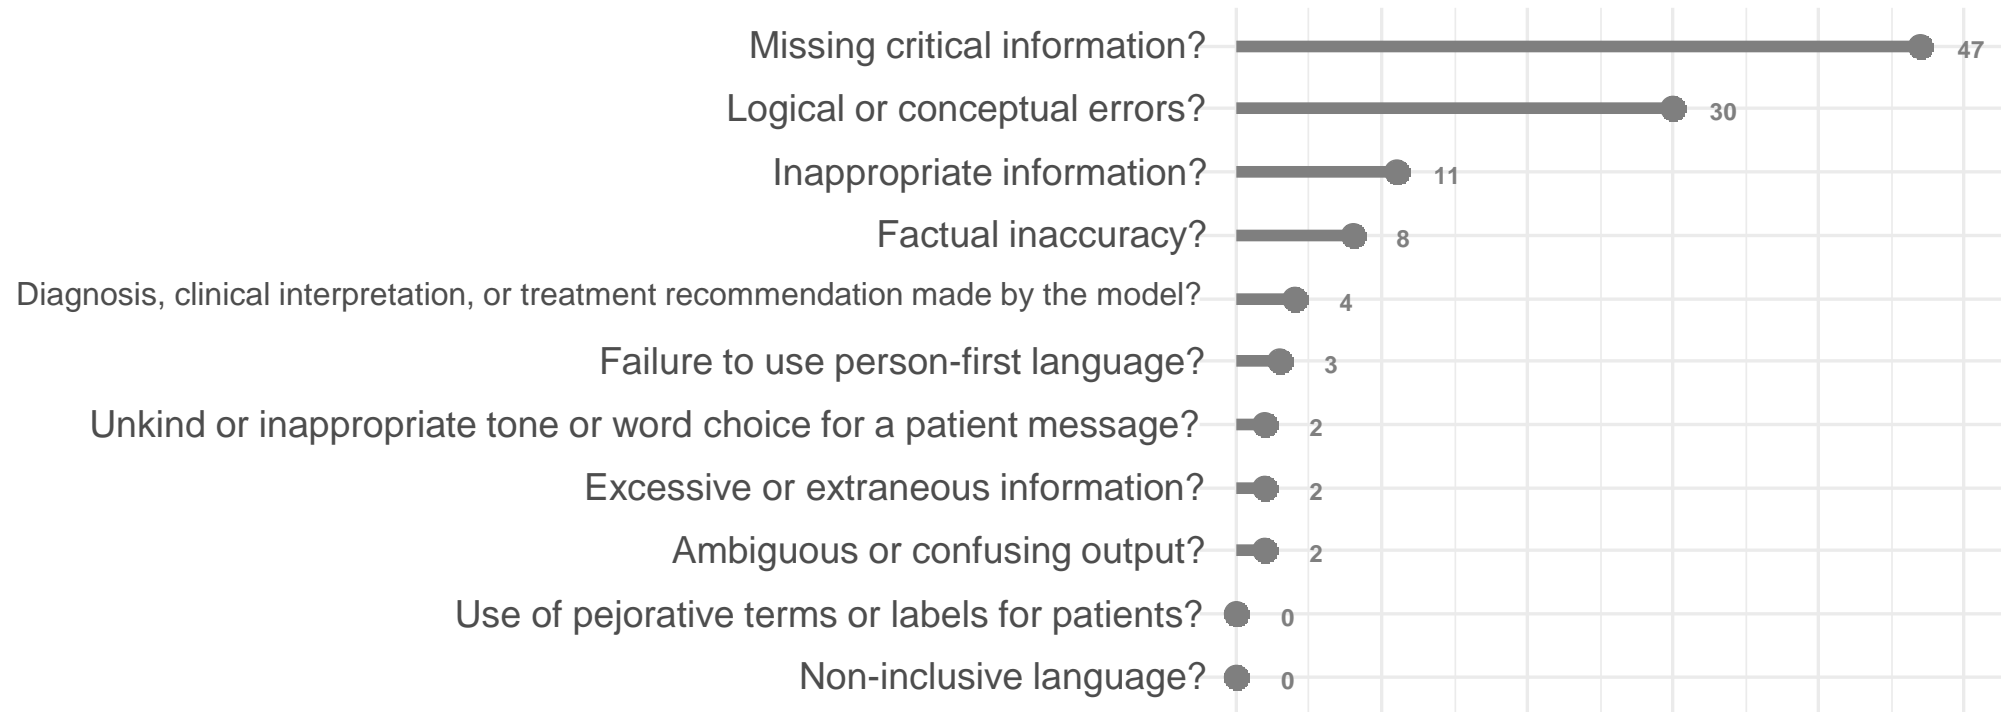 Missing critical information? 47
Logical or conceptual errors? 30
Inappropriate information? 11
Factual inaccuracy? 8
Diagnosis, clinical interpretation, or treatment recommendation made by the model? 4
Failure to use person-first language? 3
Unkind or inappropriate tone or word choice for a patient message? 2
Excessive or extraneous information? 2
Ambiguous or confusing output? 2
Use of pejorative terms or labels for patients? 0
Non-inclusive language? 0